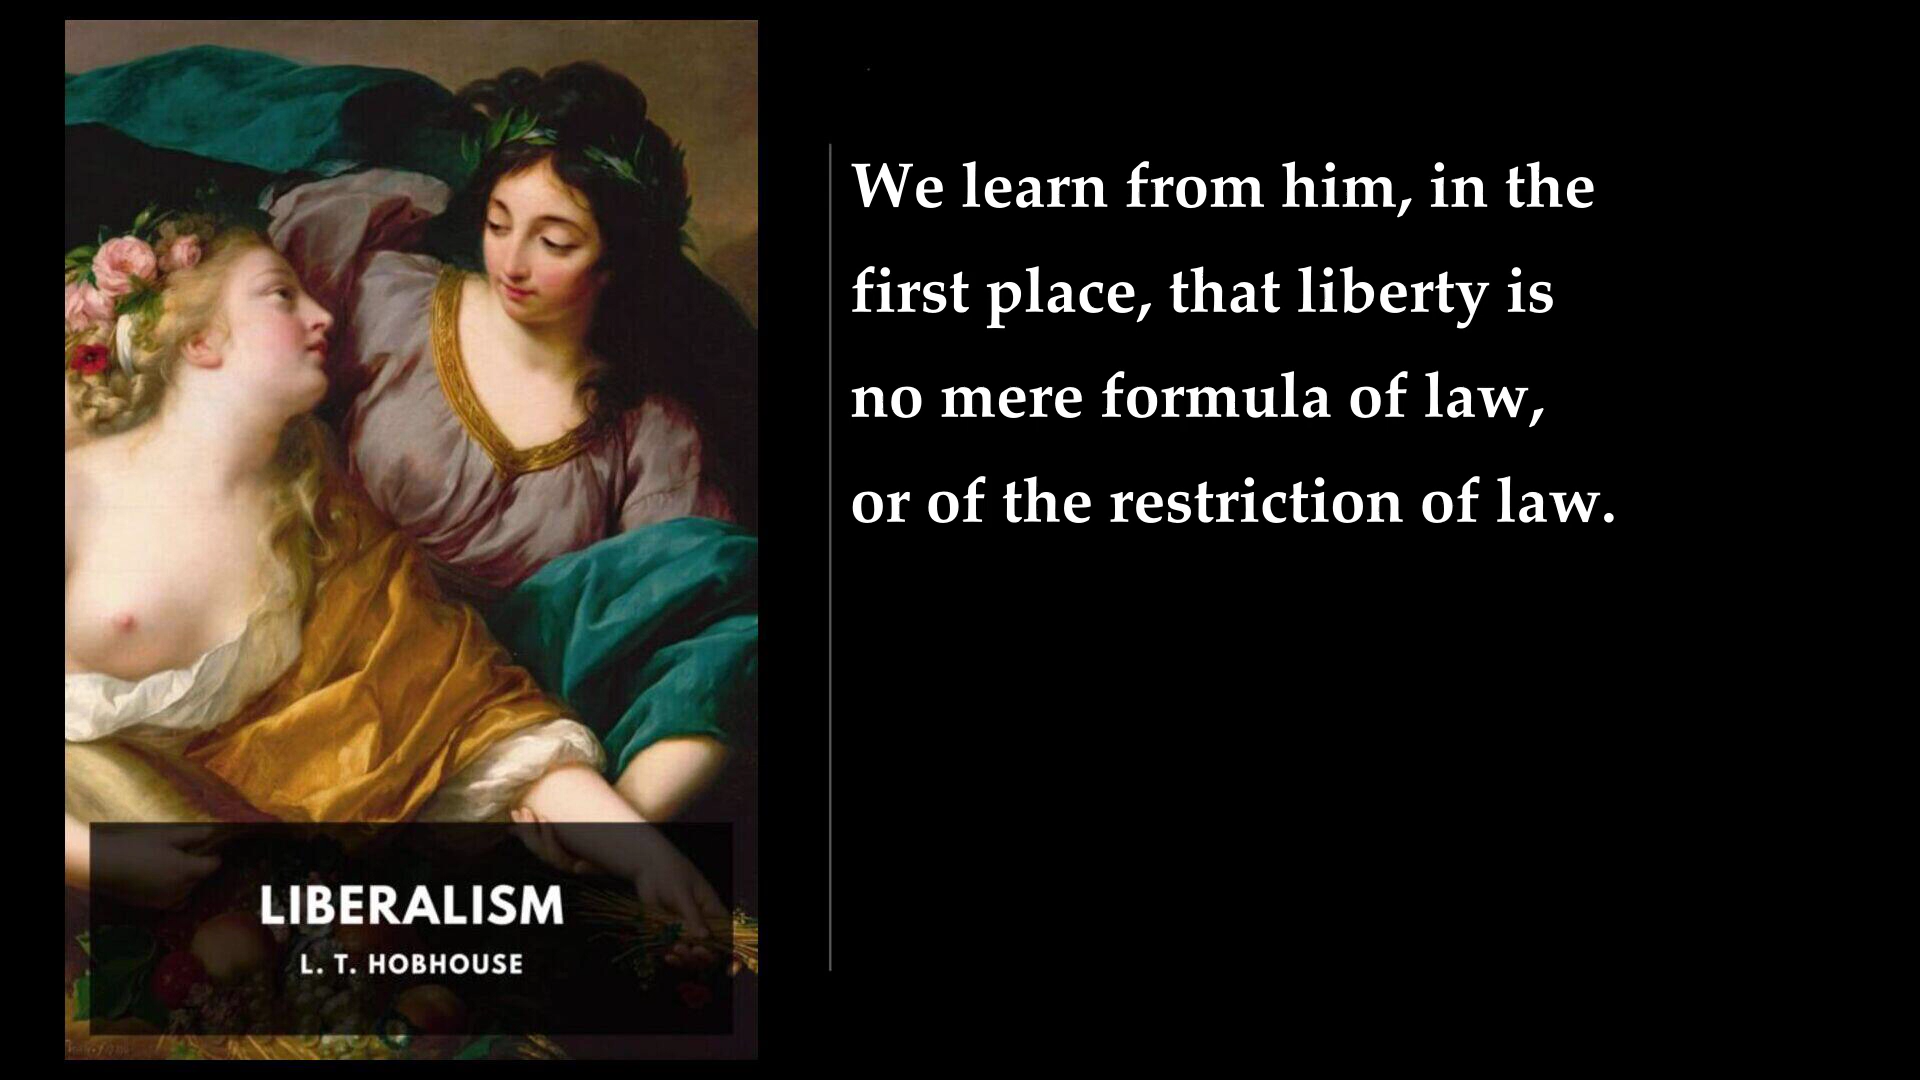 LIBERALISM
L. T. HOBHOUSE
We learn from him, in the
first place, that liberty is
no mere formula of law,
or of the restriction of law.